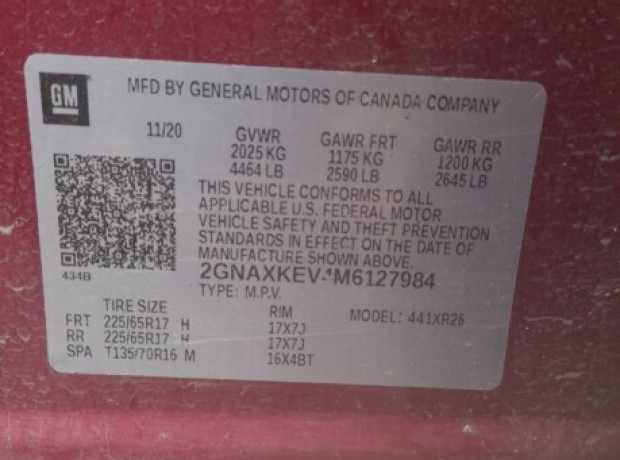 GM
MFD BY GENERAL MOTORS OF CANADA COMPANY
11/20 GVWR GAWR FRT GAWR RR
2025 KG 1175 KG 1200 KG
4464 LB 2590 LB 2645 LB
THIS VEHICLE CONFORMS TO ALL
APPLICABLE U.S. FEDERAL MOTOR
VEHICLE SAFETY AND THEFT PREVENTION
STANDARDS IN EFFECT ON THE DATE OF
MANUFACTURE SHOWN ABOVE.
434B
2GNAXKEV4M6127984
TYPE: M.P.V.
TIRE SIZE RIM MODEL: 441XR26
FRT 225/65R17 H 17X7J
RR 225/65R17 H 17X7J
SPA T135/70R16 M 16X4BT